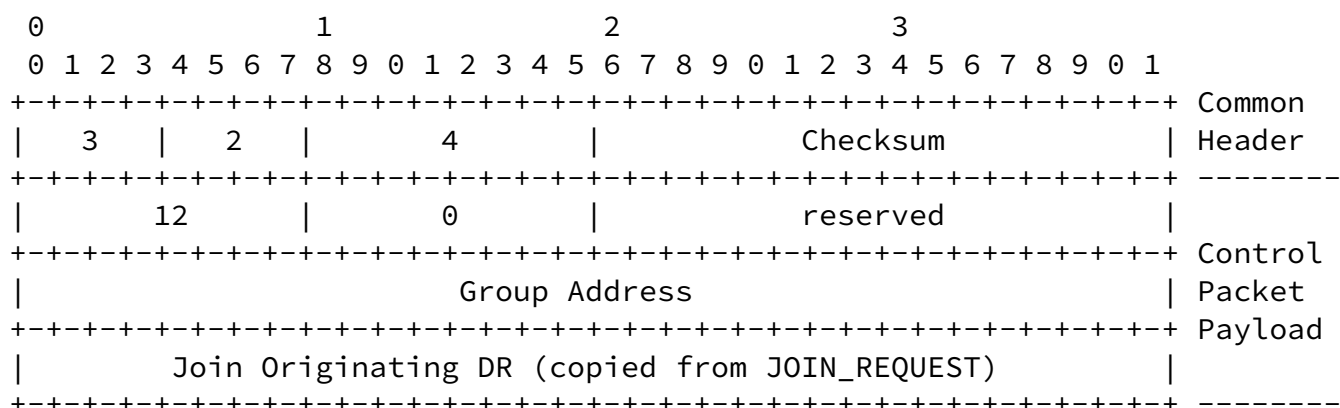 0                   1                   2                   3
 0 1 2 3 4 5 6 7 8 9 0 1 2 3 4 5 6 7 8 9 0 1 2 3 4 5 6 7 8 9 0 1
+-+-+-+-+-+-+-+-+-+-+-+-+-+-+-+-+-+-+-+-+-+-+-+-+-+-+-+-+-+-+-+-+ Common
|   3   |   2   |       4       |           Checksum            | Header
+-+-+-+-+-+-+-+-+-+-+-+-+-+-+-+-+-+-+-+-+-+-+-+-+-+-+-+-+-+-+-+-+ --------
|       12      |       0       |           reserved            |
+-+-+-+-+-+-+-+-+-+-+-+-+-+-+-+-+-+-+-+-+-+-+-+-+-+-+-+-+-+-+-+-+ Control
|                        Group Address                          | Packet
+-+-+-+-+-+-+-+-+-+-+-+-+-+-+-+-+-+-+-+-+-+-+-+-+-+-+-+-+-+-+-+-+ Payload
|        Join Originating DR (copied from JOIN_REQUEST)         |
+-+-+-+-+-+-+-+-+-+-+-+-+-+-+-+-+-+-+-+-+-+-+-+-+-+-+-+-+-+-+-+-+ --------